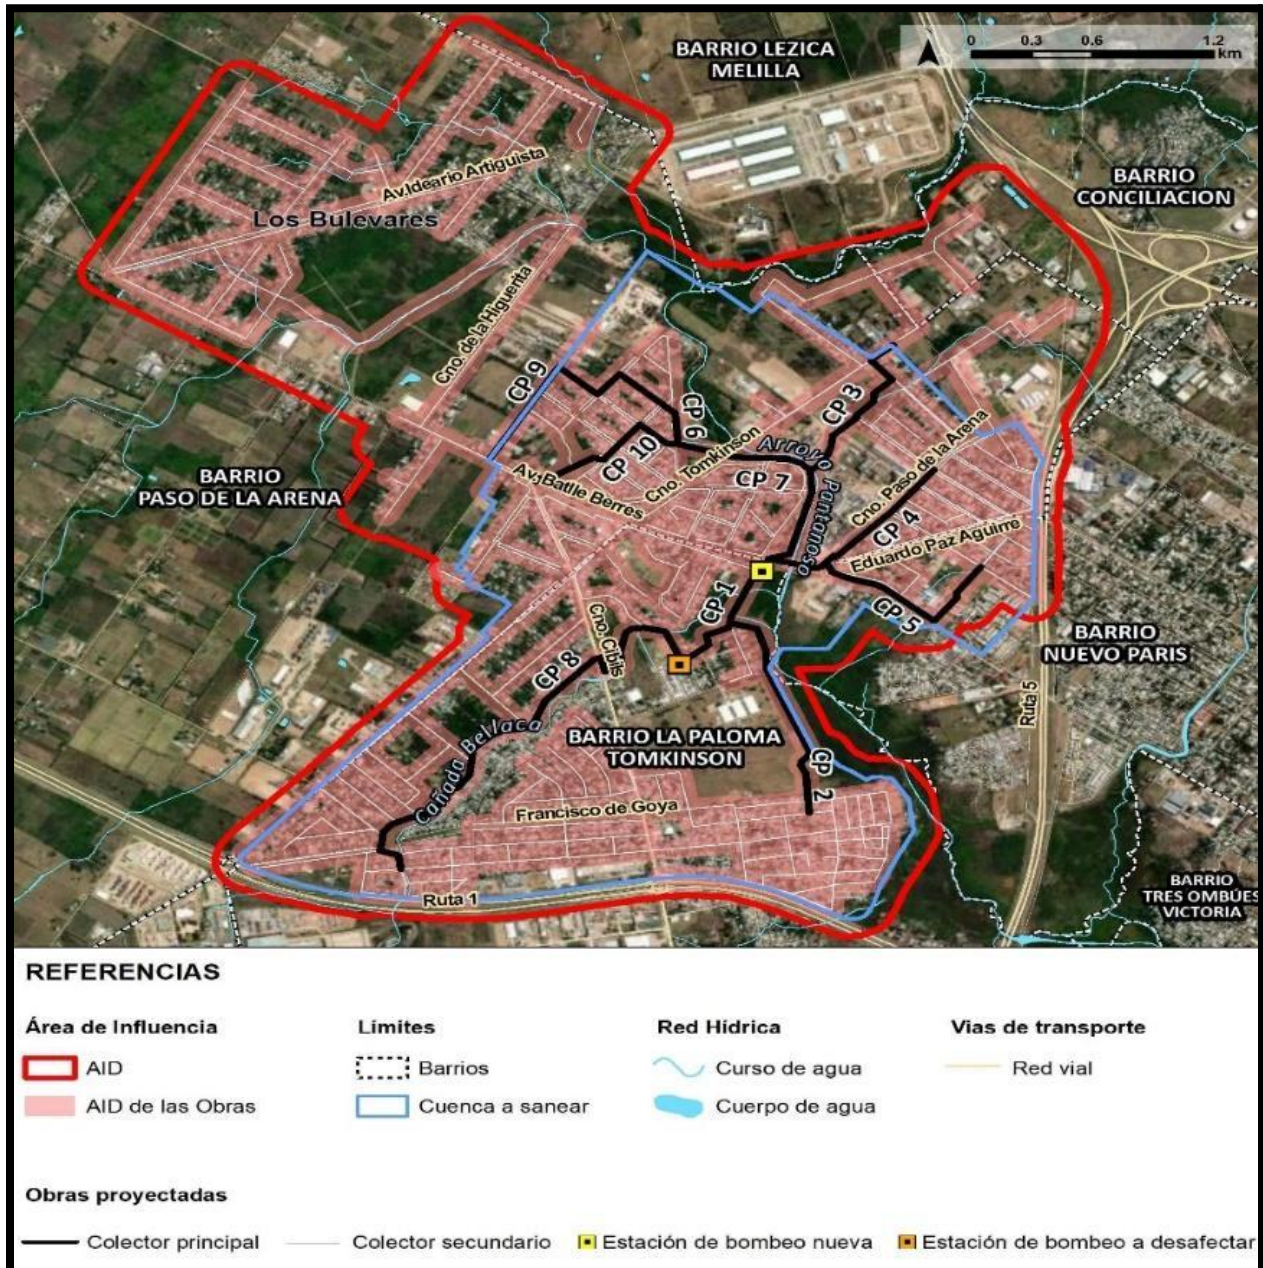 BARRIO LEZICA
MELILLA
0 0.3 0.6 1.2
km
BARRIO
CONCILIACION
Av. Ideario Artiguista
Los Bulevares
Cno. de la Higuerita
CP 9
CP 6
CP 3
Arroyo Pantanoso
CP 10
Cno. Tomkinson
Cno. Paso de la Arena
BARRIO
PASO DE LA ARENA
Av. Batlle Berres
CP 7
CP 4
Eduardo Paz Aguirre
CP 1
CP 5
Cno. Cibils
CP 8
BARRIO
NUEVO PARIS
Ruta 5
Cañado Bellaca
BARRIO LA PALOMA
TOMKINSON
CP 2
Francisco de Goya
Ruta 1
BARRIO
TRES OMBÚES
VICTORIA
REFERENCIAS
Área de Influencia Limites Red Hídrica Vias de transporte
AID Barrios Curso de agua Red vial
AID de las Obras Cuenca a sanear Cuerpo de agua
Obras proyectadas
Colector principal Colector secundario Estación de bombeo nueva Estación de bombeo a desafectar